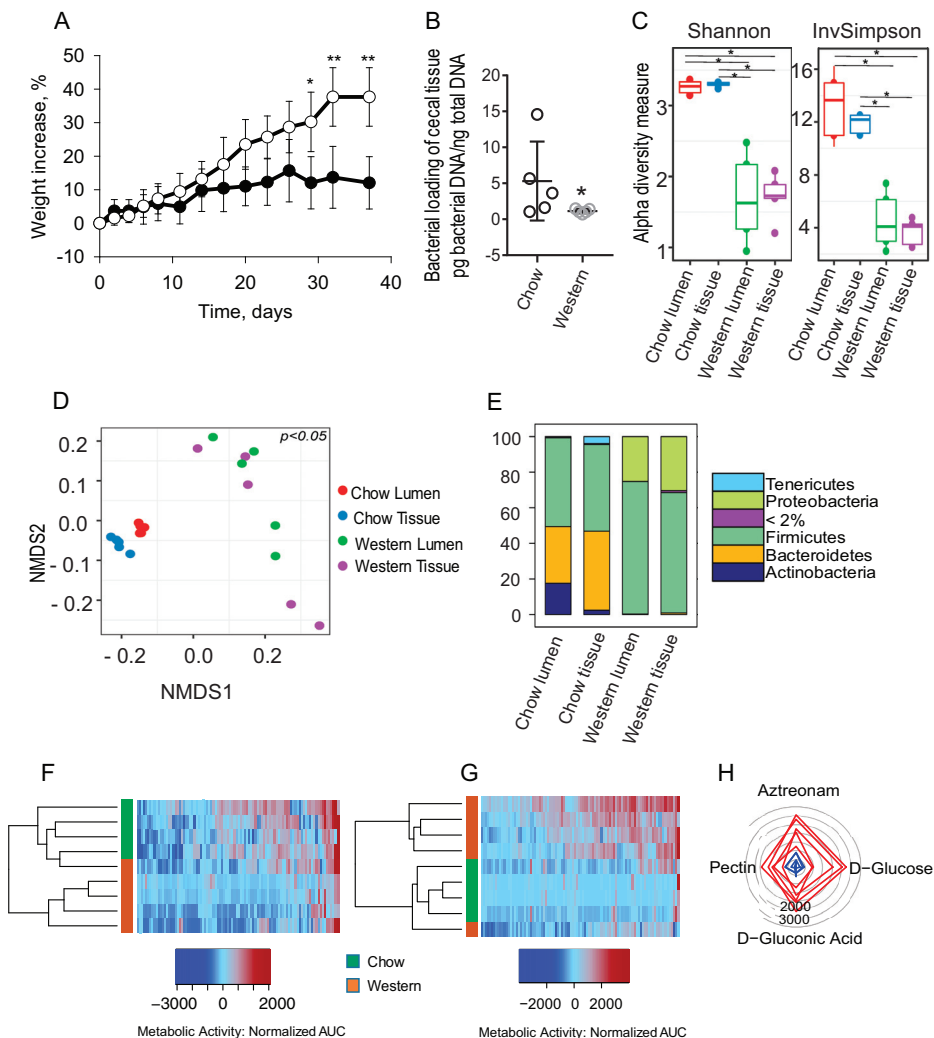 A
Weight increase, %
50
40
30
20
10
0
-10
* ** **
0 10 20 30 40
Time, days
B
Bacterial loading of cecal tissue
pg bacterial DNA/ng total DNA
20
15
10
5
0
-5
*
Chow
Western
C
Shannon
InvSimpson
Alpha diversity measure
3
2
1
16
12
8
4
*
*
*
*
*
*
*
*
Chow lumen
Chow tissue
Western lumen
Western tissue
Chow lumen
Chow tissue
Western lumen
Western tissue
D
p<0.05
NMDS2
0.2
0.1
0.0
- 0.1
- 0.2
- 0.2 0.0 0.2
NMDS1
Chow Lumen
Chow Tissue
Western Lumen
Western Tissue
E
100
80
60
40
20
0
Chow lumen
Chow tissue
Western lumen
Western tissue
Tenericutes
Proteobacteria
< 2%
Firmicutes
Bacteroidetes
Actinobacteria
F
−3000 0 2000
Metabolic Activity: Normalized AUC
Chow
Western
G
−2000 0 2000
Metabolic Activity: Normalized AUC
H
Aztreonam
Pectin
D−Glucose
2000
3000
D−Gluconic Acid